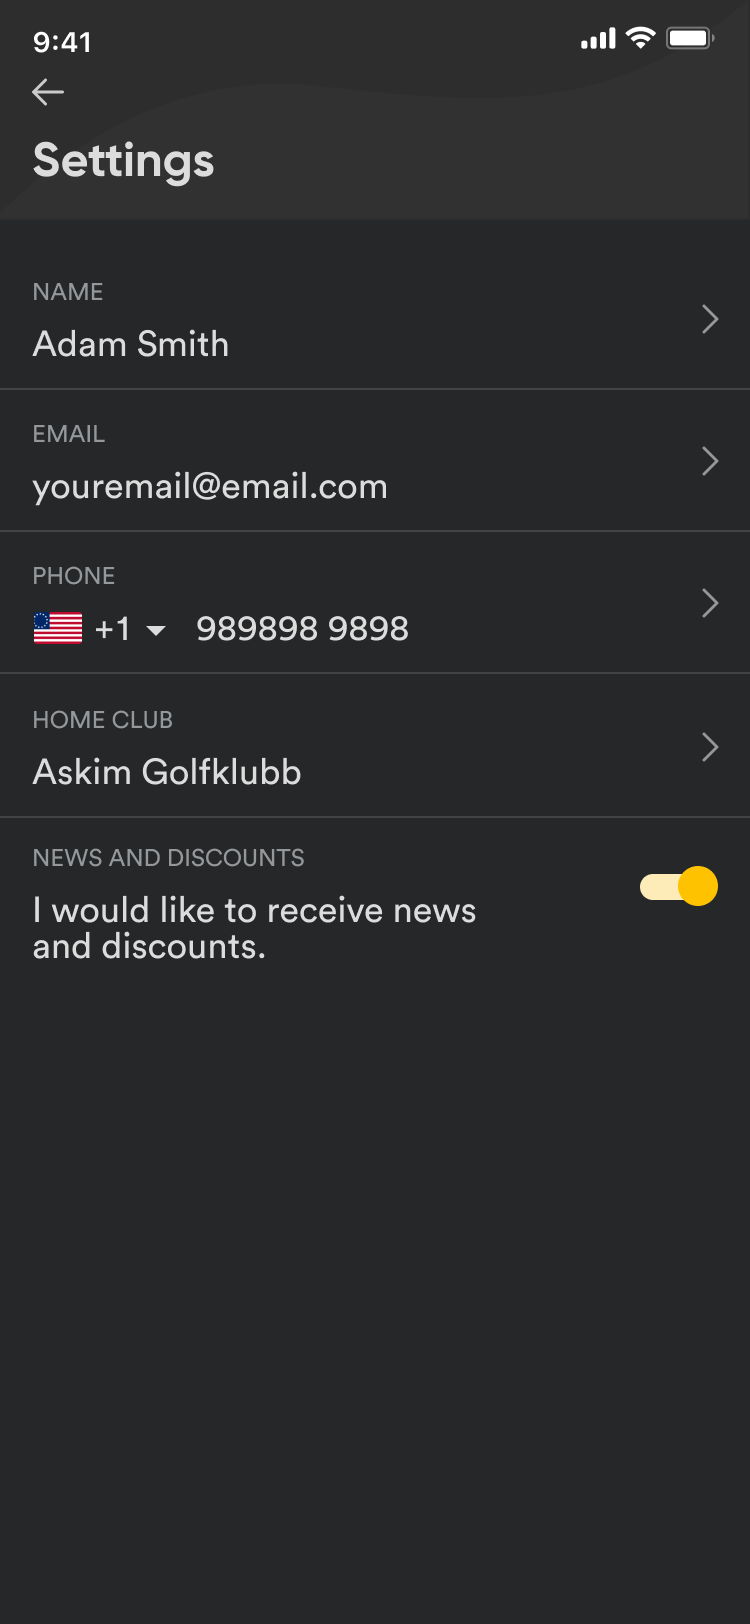 9:41
Settings
NAME
Adam Smith
EMAIL
youremail@email.com
PHONE
+1 989898 9898
HOME CLUB
Askim Golfklubb
NEWS AND DISCOUNTS
I would like to receive news
and discounts.